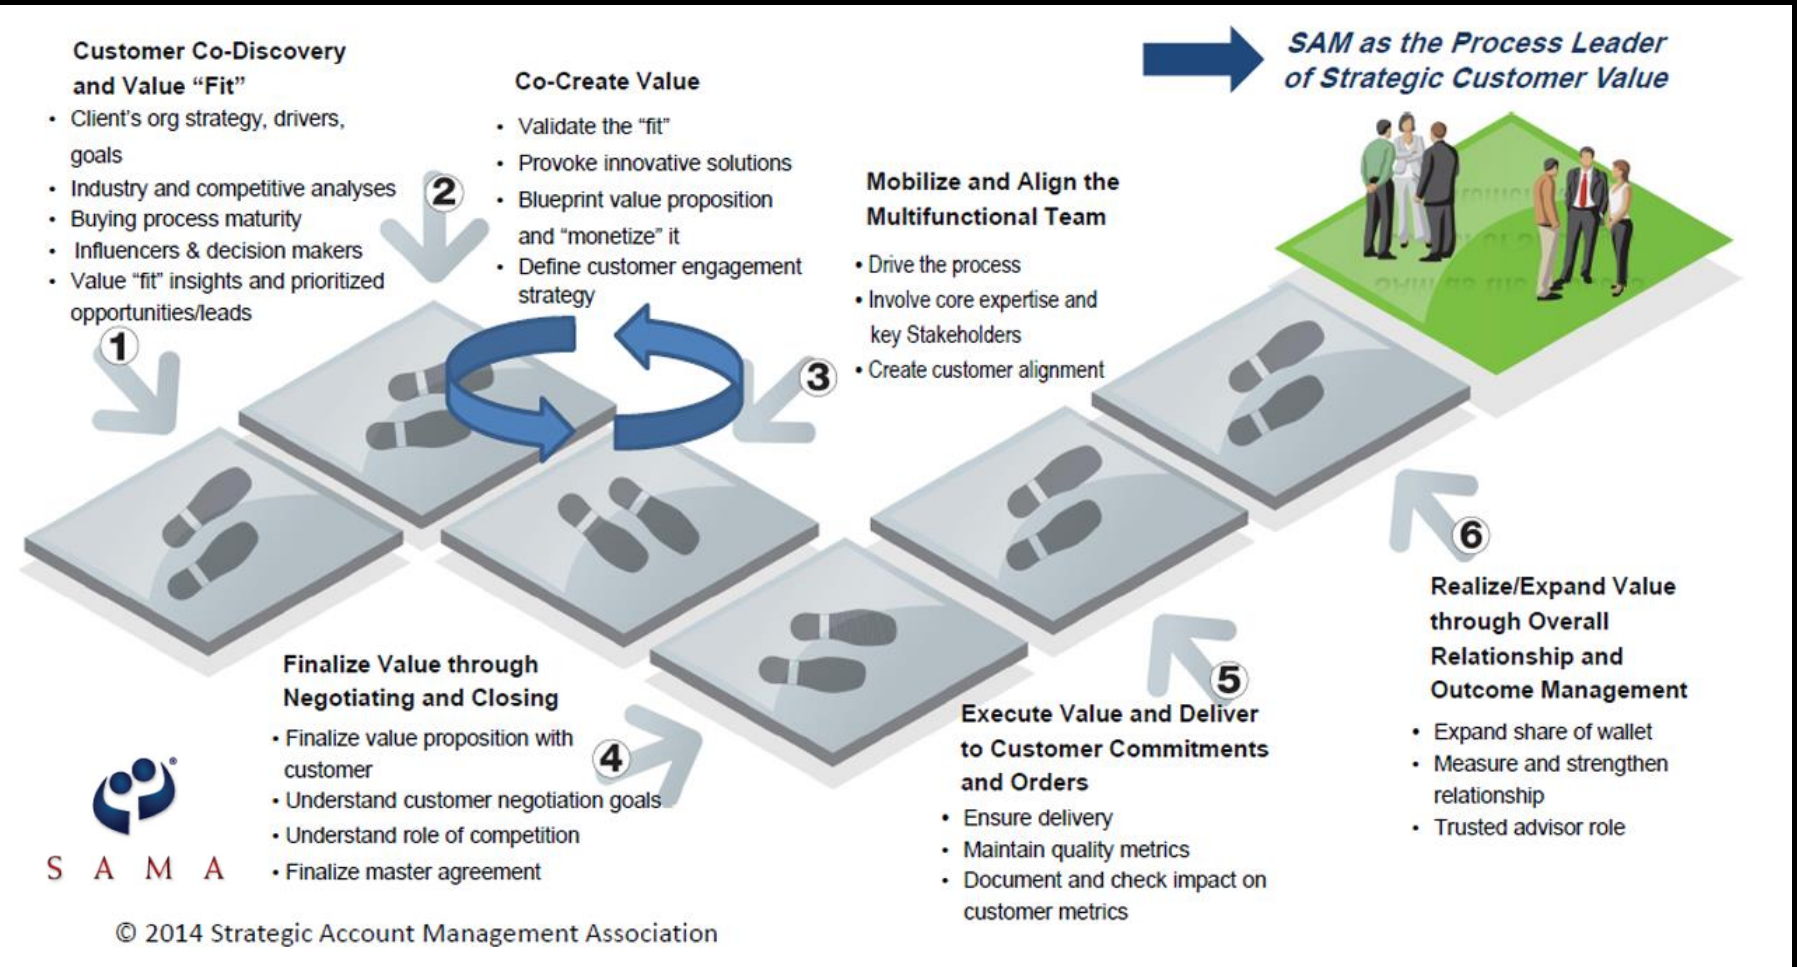 SAM as the Process Leader
of Strategic Customer Value
Customer Co-Discovery
and Value “Fit”
• Client's org strategy, drivers,
goals
• Industry and competitive analyses
• Buying process maturity
• Influencers & decision makers
• Value “fit” insights and prioritized
opportunities/leads
1
Co-Create Value
• Validate the “fit”
• Provoke innovative solutions
• Blueprint value proposition
and “monetize” it
• Define customer engagement
strategy
2
Mobilize and Align the
Multifunctional Team
• Drive the process
• Involve core expertise and
key Stakeholders
• Create customer alignment
3
Finalize Value through
Negotiating and Closing
• Finalize value proposition with
customer
• Understand customer negotiation goals
• Understand role of competition
• Finalize master agreement
4
Execute Value and Deliver
to Customer Commitments
and Orders
• Ensure delivery
• Maintain quality metrics
• Document and check impact on
customer metrics
5
Realize/Expand Value
through Overall
Relationship and
Outcome Management
• Expand share of wallet
• Measure and strengthen
relationship
• Trusted advisor role
6
®
SAMA
© 2014 Strategic Account Management Association